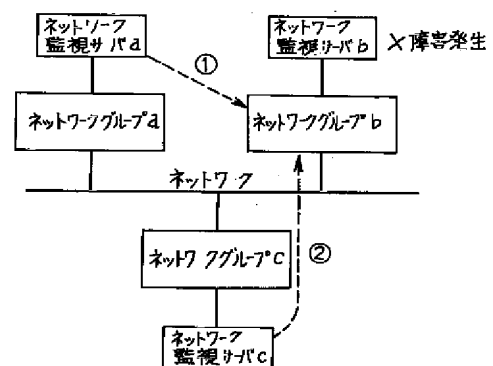 ネットワーク
監視サーバa
ネットワーク
監視サーバb
×障害発生
①
ネットワークグループa
ネットワークグループb
ネットワーク
ネットワークグループc
②
ネットワーク
監視サーバc